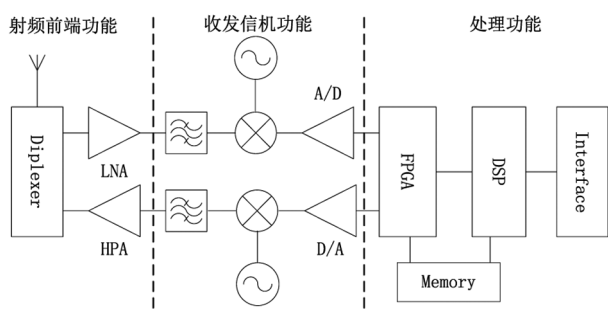 射频前端功能
收发信机功能
处理功能
A/D
Diplexer
LNA
FPGA
DSP
Interface
HPA
D/A
Memory